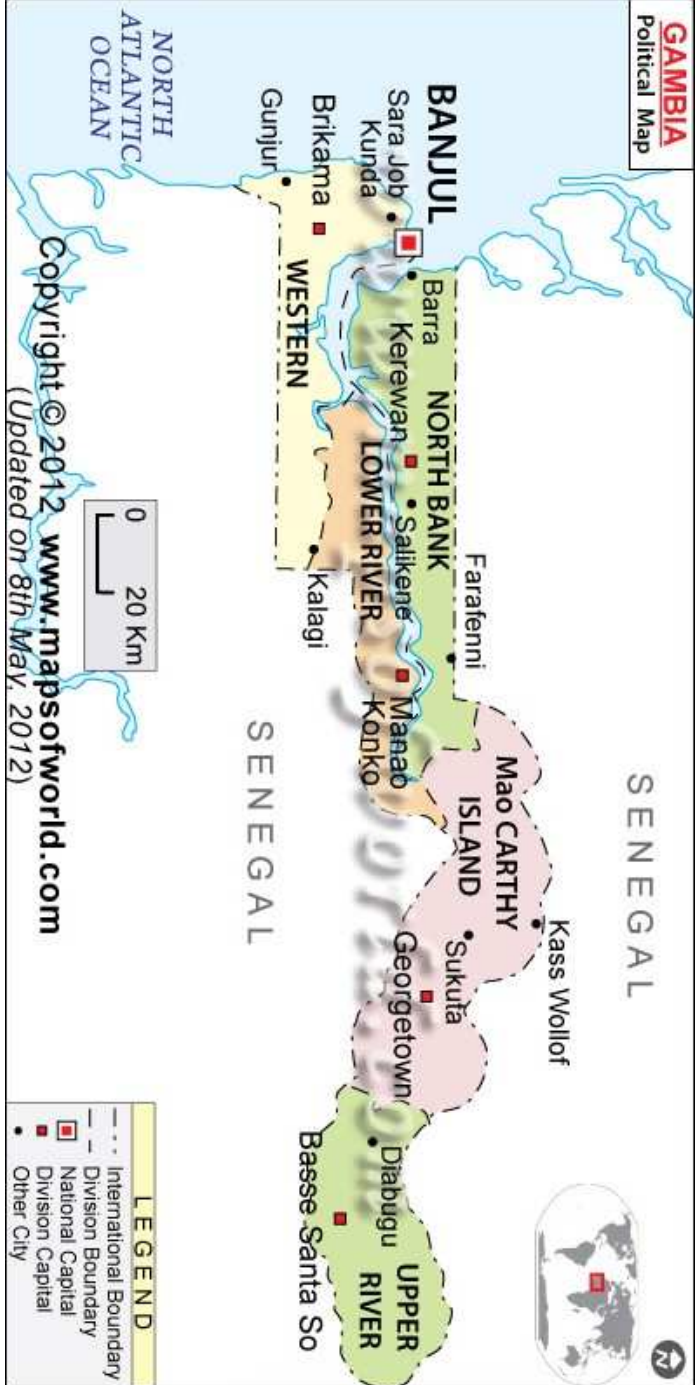 GAMBIA
Political Map
NORTH
ATLANTIC
OCEAN
BANJUL
Sara Job
Kunda
Brikama
Gunjur
WESTERN
Barra
Kerewan
NORTH BANK
Salikene
LOWER RIVER
Kalagi
Farafenni
Manao
Konko
Mao CARTHY
ISLAND
Kass Wollof
Sukuta
Georgetown
Diabugu
Basse Santa So
UPPER
RIVER
SENEGAL
SENEGAL
N
0 20 Km
Copyright © 2012 www.mapsofworld.com
(Updated on 8th May, 2012)
LEGEND
International Boundary
Division Boundary
National Capital
Division Capital
Other City